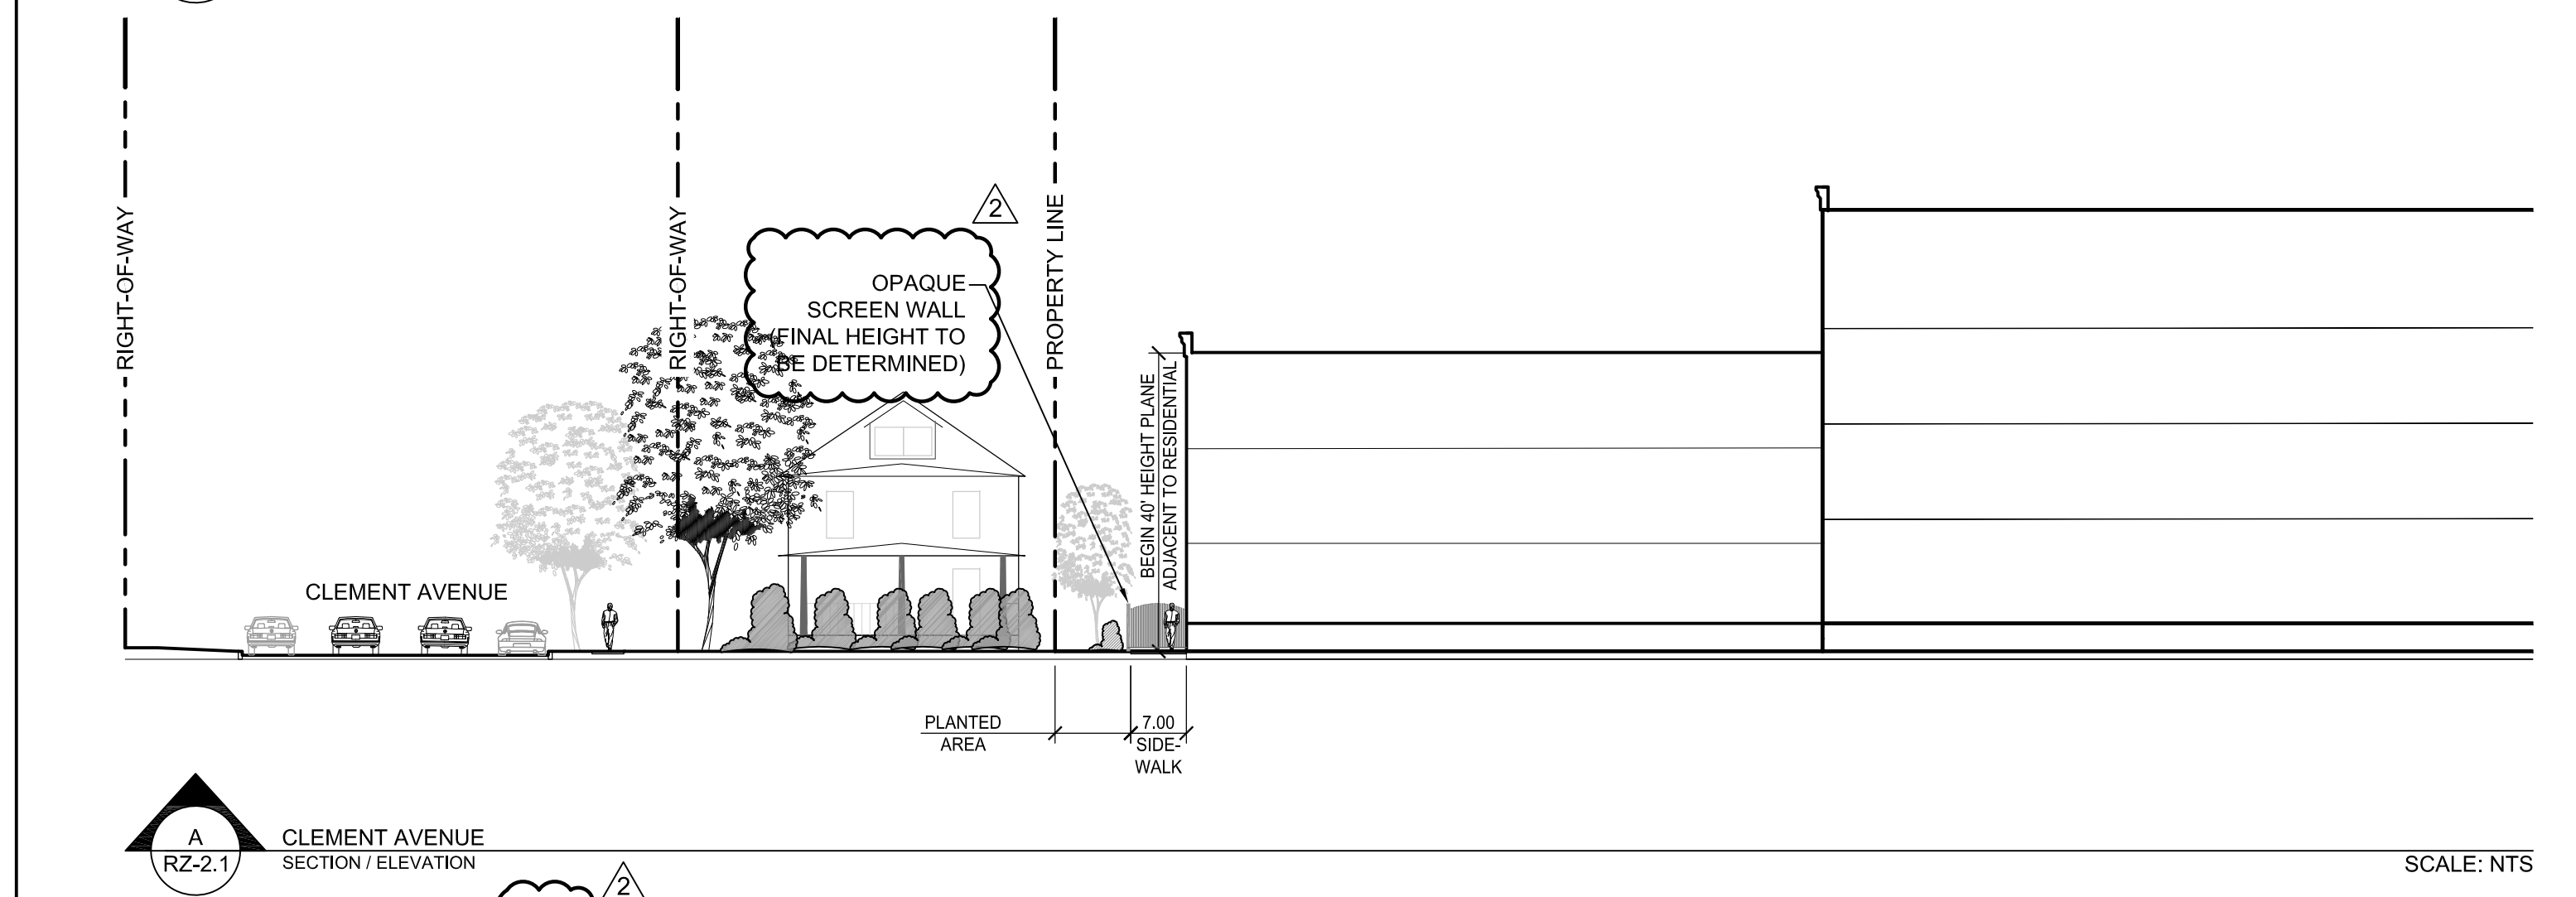 RIGHT-OF-WAY
RIGHT-OF-WAY
PROPERTY LINE
2
OPAQUE
SCREEN WALL
(FINAL HEIGHT TO
BE DETERMINED)
BEGIN 40' HEIGHT PLANE
ADJACENT TO RESIDENTIAL
CLEMENT AVENUE
PLANTED
AREA
7.00
SIDE-
WALK
A
RZ-2.1
CLEMENT AVENUE
SECTION / ELEVATION
SCALE: NTS
2